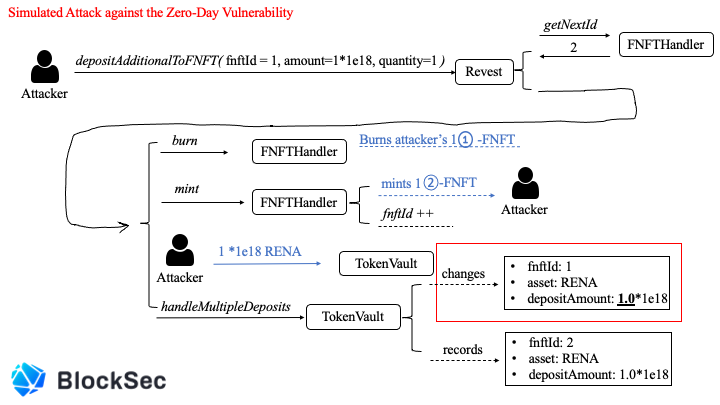 Simulated Attack against the Zero-Day Vulnerability
getNextId
2
FNFTHandler
depositAdditionalToFNFT( fnftId = 1, amount=1*1e18, quantity=1 )
Revest
Attacker
burn
FNFTHandler
Burns attacker's 1① -FNFT
mint
FNFTHandler
mints 1 ②-FNFT
fnftId ++
Attacker
1 *1e18 RENA
TokenVault
Attacker
changes
• fnftId: 1
• asset: RENA
• depositAmount: 1.0*1e18
handleMultipleDeposits
TokenVault
records
• fnftId: 2
• asset: RENA
• depositAmount: 1.0*1e18
BlockSec